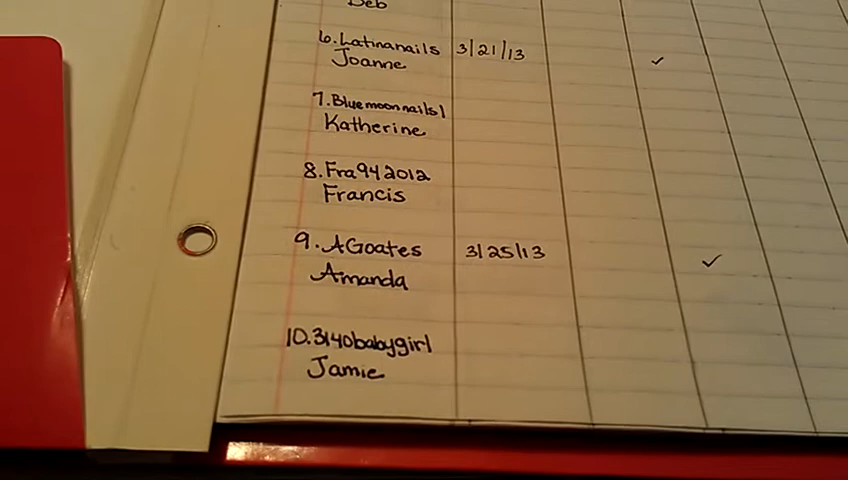 Deb
6. Latinanails 3/21/13 ✓
Joanne
7. Bluemoonnails1
Katherine
8. Fra942012
Francis
9. AGoates 3/25/13 ✓
Amanda
10. 3140babygirl
Jamie